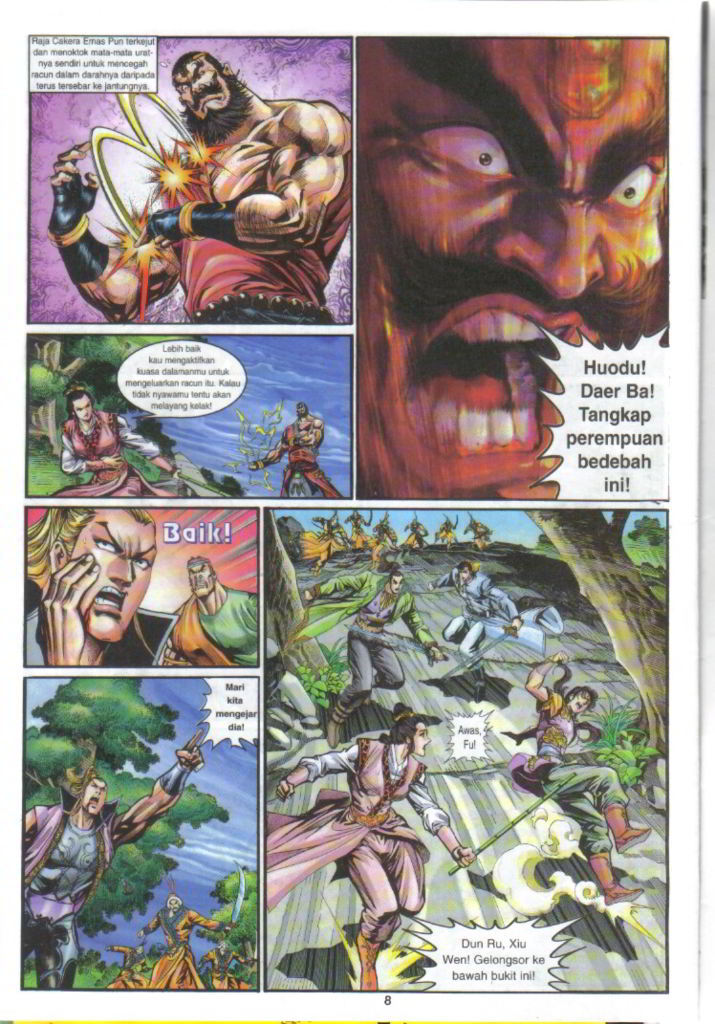 Raja Cakera Emas Pun terkejut
dan menoktok mata-mata urat-
nya sendiri untuk mencegah
racun dalam darahnya daripada
terus tersebar ke jantungnya.
Huodu!
Daer Ba!
Tangkap
perempuan
bedebah
ini!
Lebih baik
kau mengaktifkan
kuasa dalamanmu untuk
mengeluarkan racun itu. Kalau
tidak nyawamu tentu akan
melayang kelak!
Baik!
Mari
kita
mengejar
dia!
Awas,
Fu!
Dun Ru, Xiu
Wen! Gelongsor ke
bawah bukit ini!
8